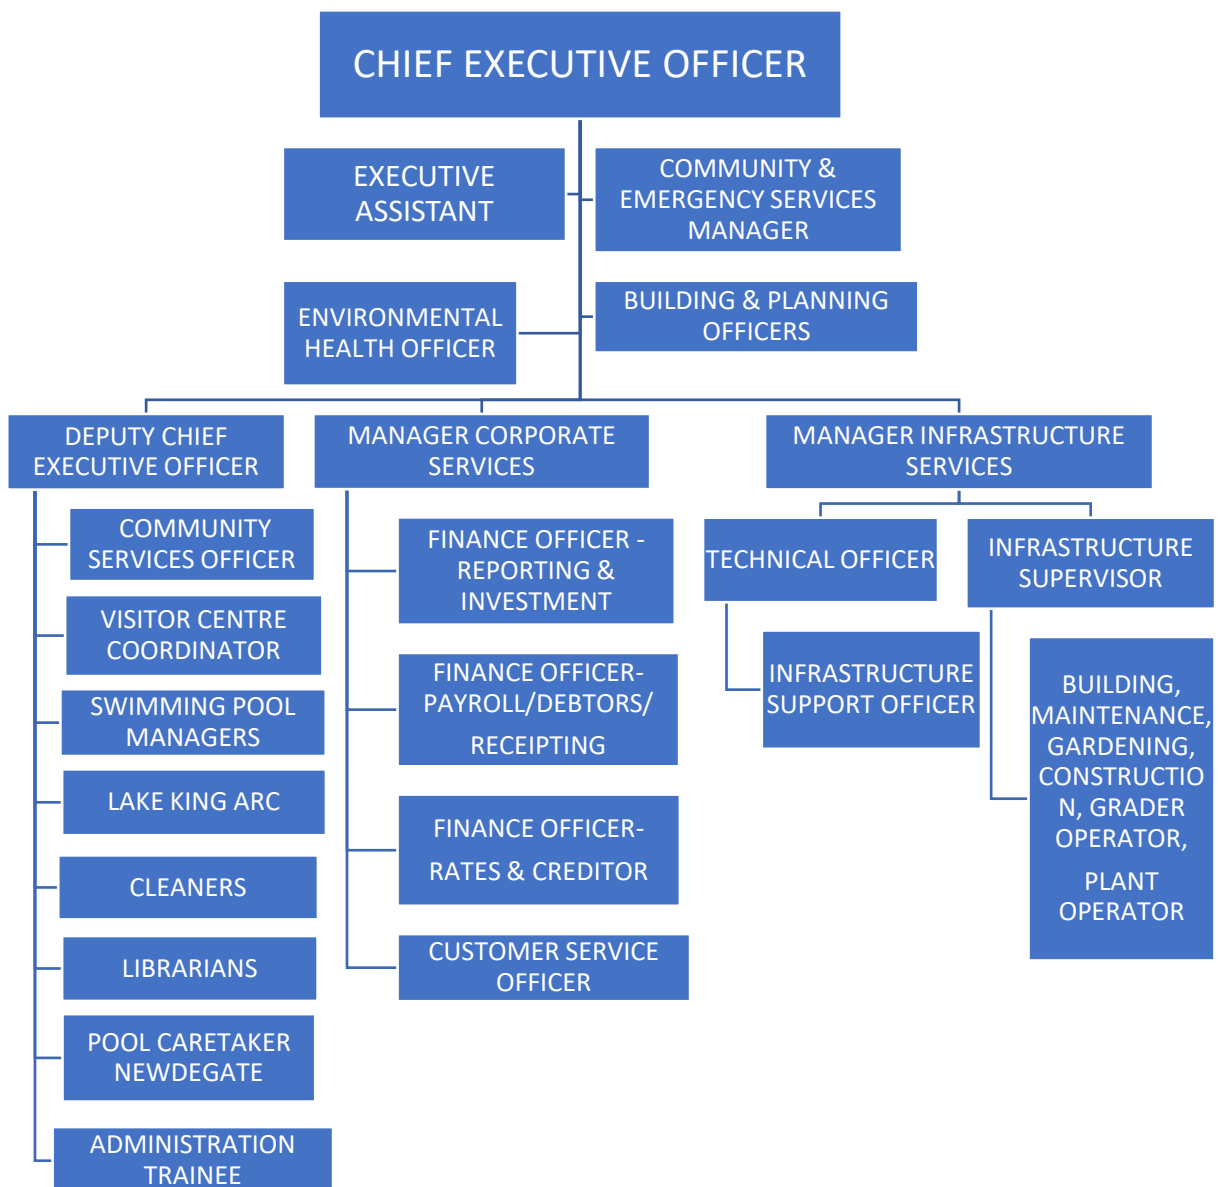 CHIEF EXECUTIVE OFFICER
EXECUTIVE
ASSISTANT
COMMUNITY &
EMERGENCY SERVICES
MANAGER
ENVIRONMENTAL
HEALTH OFFICER
BUILDING & PLANNING
OFFICERS
DEPUTY CHIEF
EXECUTIVE OFFICER
COMMUNITY
SERVICES OFFICER
VISITOR CENTRE
COORDINATOR
SWIMMING POOL
MANAGERS
LAKE KING ARC
CLEANERS
LIBRARIANS
POOL CARETAKER
NEWDEGATE
ADMINISTRATION
TRAINEE
MANAGER CORPORATE
SERVICES
FINANCE OFFICER -
REPORTING &
INVESTMENT
FINANCE OFFICER-
PAYROLL/DEBTORS/
RECEIPTING
FINANCE OFFICER-
RATES & CREDITOR
CUSTOMER SERVICE
OFFICER
MANAGER INFRASTRUCTURE
SERVICES
TECHNICAL OFFICER
INFRASTRUCTURE
SUPPORT OFFICER
INFRASTRUCTURE
SUPERVISOR
BUILDING,
MAINTENANCE,
GARDENING,
CONSTRUCTIO
N, GRADER
OPERATOR,
PLANT
OPERATOR